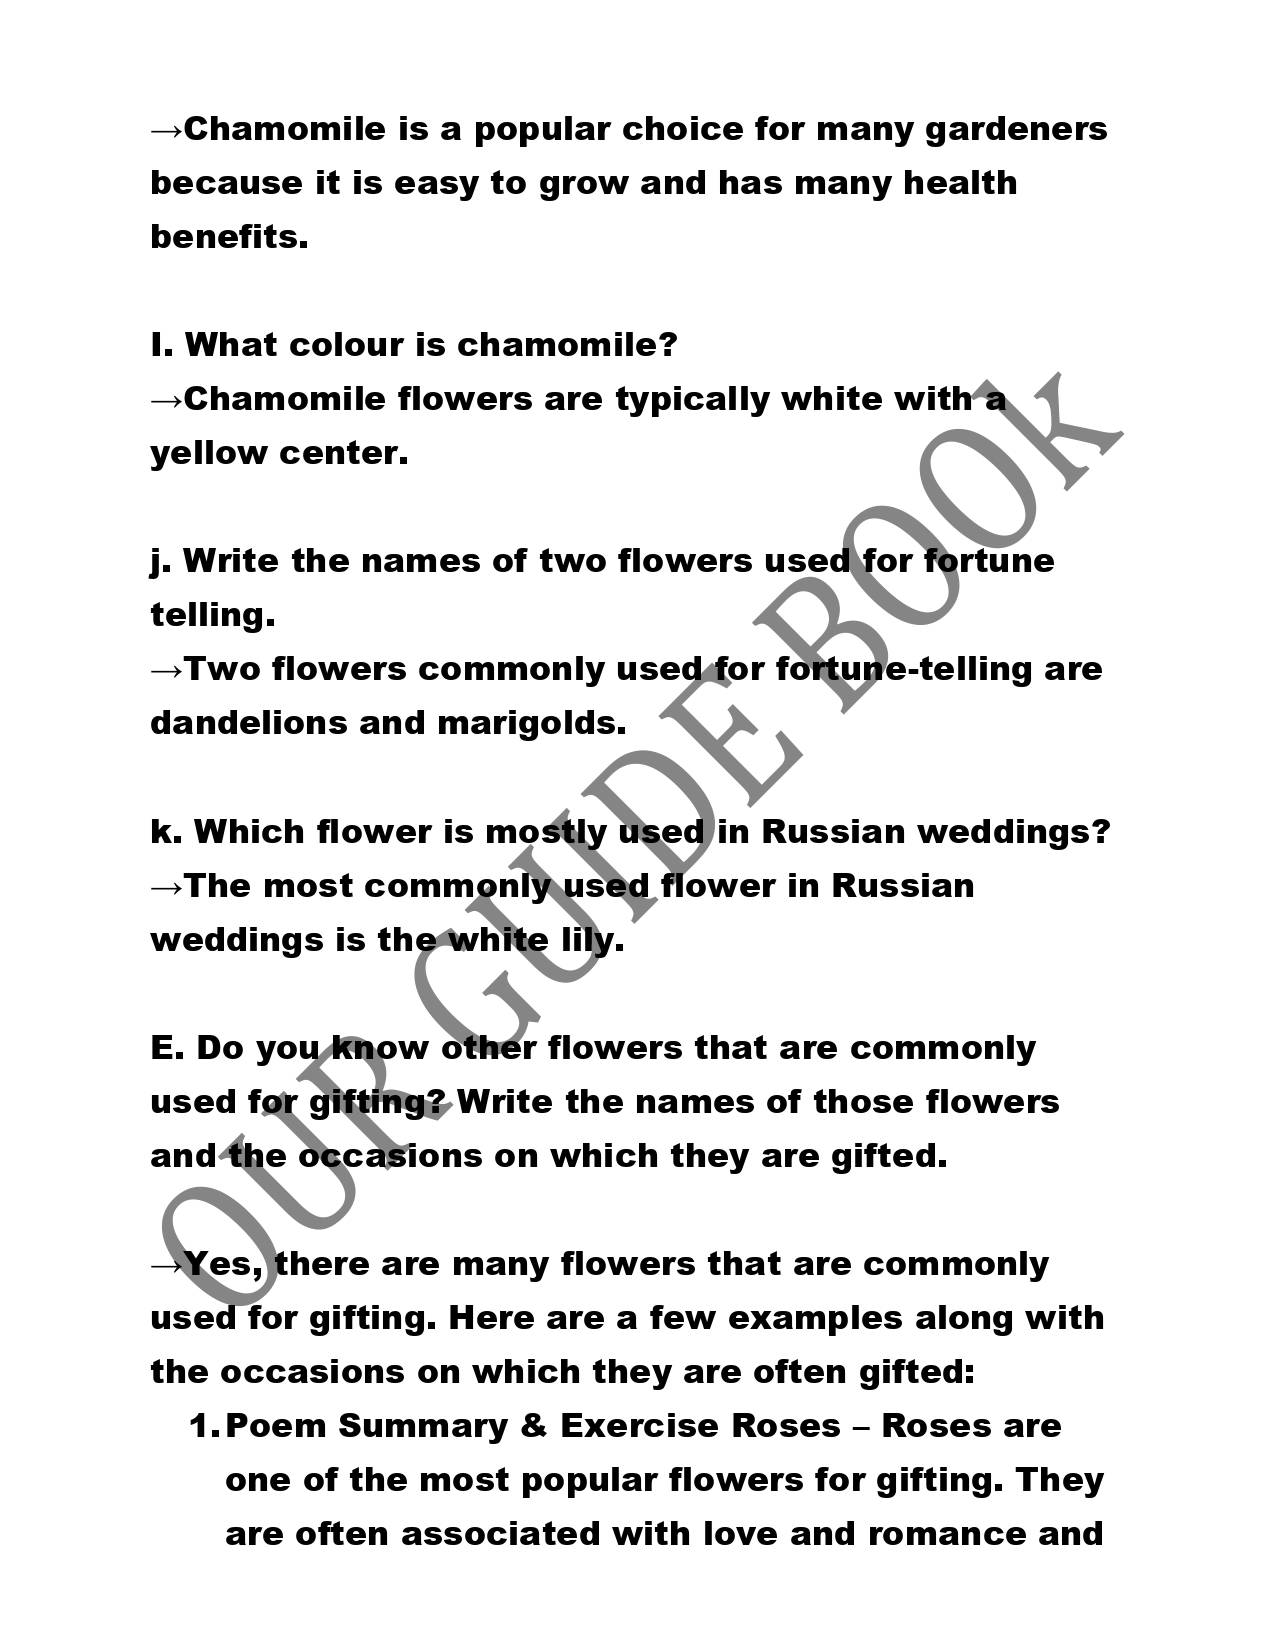 →Chamomile is a popular choice for many gardeners
because it is easy to grow and has many health
benefits.
I. What colour is chamomile?
→Chamomile flowers are typically white with a
yellow center.
j. Write the names of two flowers used for fortune
telling.
→Two flowers commonly used for fortune-telling are
dandelions and marigolds.
k. Which flower is mostly used in Russian weddings?
→The most commonly used flower in Russian
weddings is the white lily.
E. Do you know other flowers that are commonly
used for gifting? Write the names of those flowers
and the occasions on which they are gifted.
→Yes, there are many flowers that are commonly
used for gifting. Here are a few examples along with
the occasions on which they are often gifted:
1. Poem Summary & Exercise Roses – Roses are
one of the most popular flowers for gifting. They
are often associated with love and romance and
OUR GUIDE BOOk